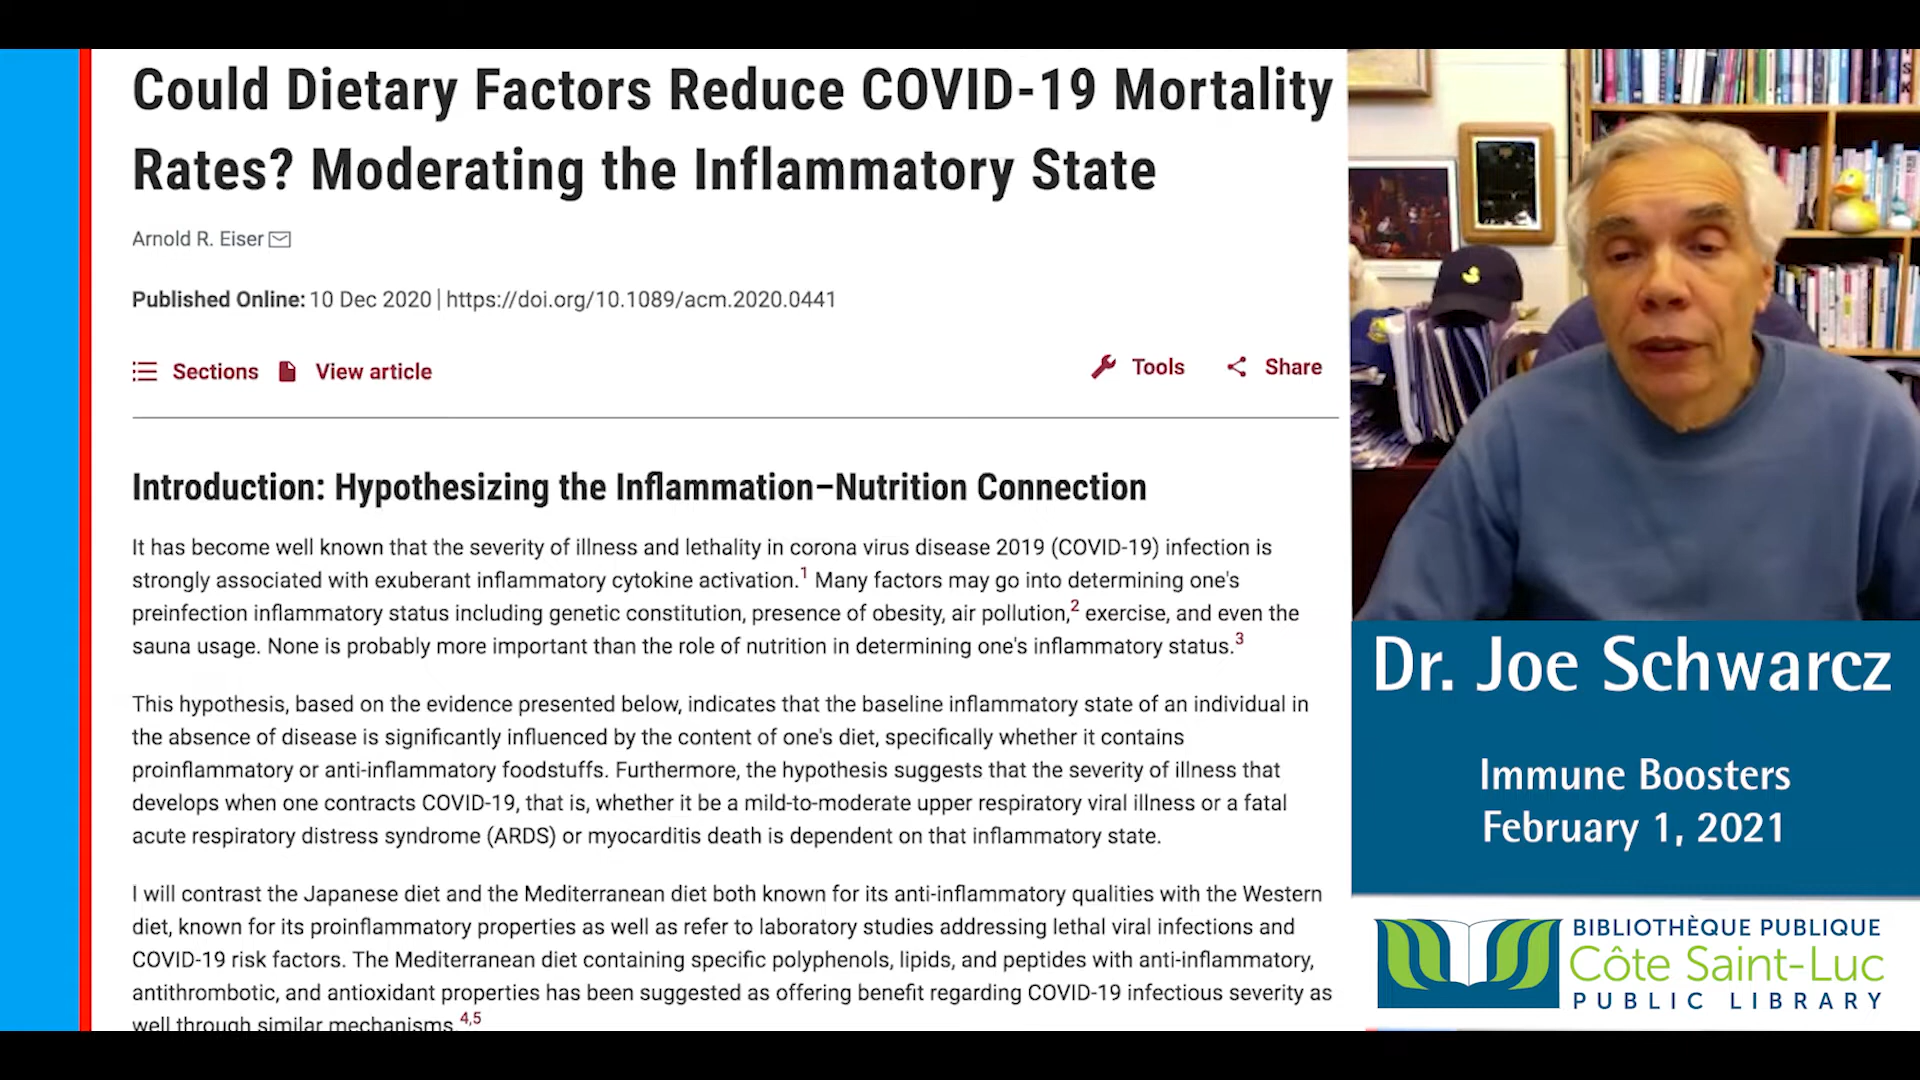 Could Dietary Factors Reduce COVID-19 Mortality
Rates? Moderating the Inflammatory State
Arnold R. Eiser
Published Online: 10 Dec 2020 | https://doi.org/10.1089/acm.2020.0441
Sections View article Tools Share
Introduction: Hypothesizing the Inflammation–Nutrition Connection
It has become well known that the severity of illness and lethality in corona virus disease 2019 (COVID-19) infection is
strongly associated with exuberant inflammatory cytokine activation.1 Many factors may go into determining one's
preinfection inflammatory status including genetic constitution, presence of obesity, air pollution,2 exercise, and even the
sauna usage. None is probably more important than the role of nutrition in determining one's inflammatory status.3
This hypothesis, based on the evidence presented below, indicates that the baseline inflammatory state of an individual in
the absence of disease is significantly influenced by the content of one's diet, specifically whether it contains
proinflammatory or anti-inflammatory foodstuffs. Furthermore, the hypothesis suggests that the severity of illness that
develops when one contracts COVID-19, that is, whether it be a mild-to-moderate upper respiratory viral illness or a fatal
acute respiratory distress syndrome (ARDS) or myocarditis death is dependent on that inflammatory state.
I will contrast the Japanese diet and the Mediterranean diet both known for its anti-inflammatory qualities with the Western
diet, known for its proinflammatory properties as well as refer to laboratory studies addressing lethal viral infections and
COVID-19 risk factors. The Mediterranean diet containing specific polyphenols, lipids, and peptides with anti-inflammatory,
antithrombotic, and antioxidant properties has been suggested as offering benefit regarding COVID-19 infectious severity as
well through similar mechanisms.4,5
Dr. Joe Schwarcz
Immune Boosters
February 1, 2021
BIBLIOTHÈQUE PUBLIQUE
Côte Saint-Luc
PUBLIC LIBRARY